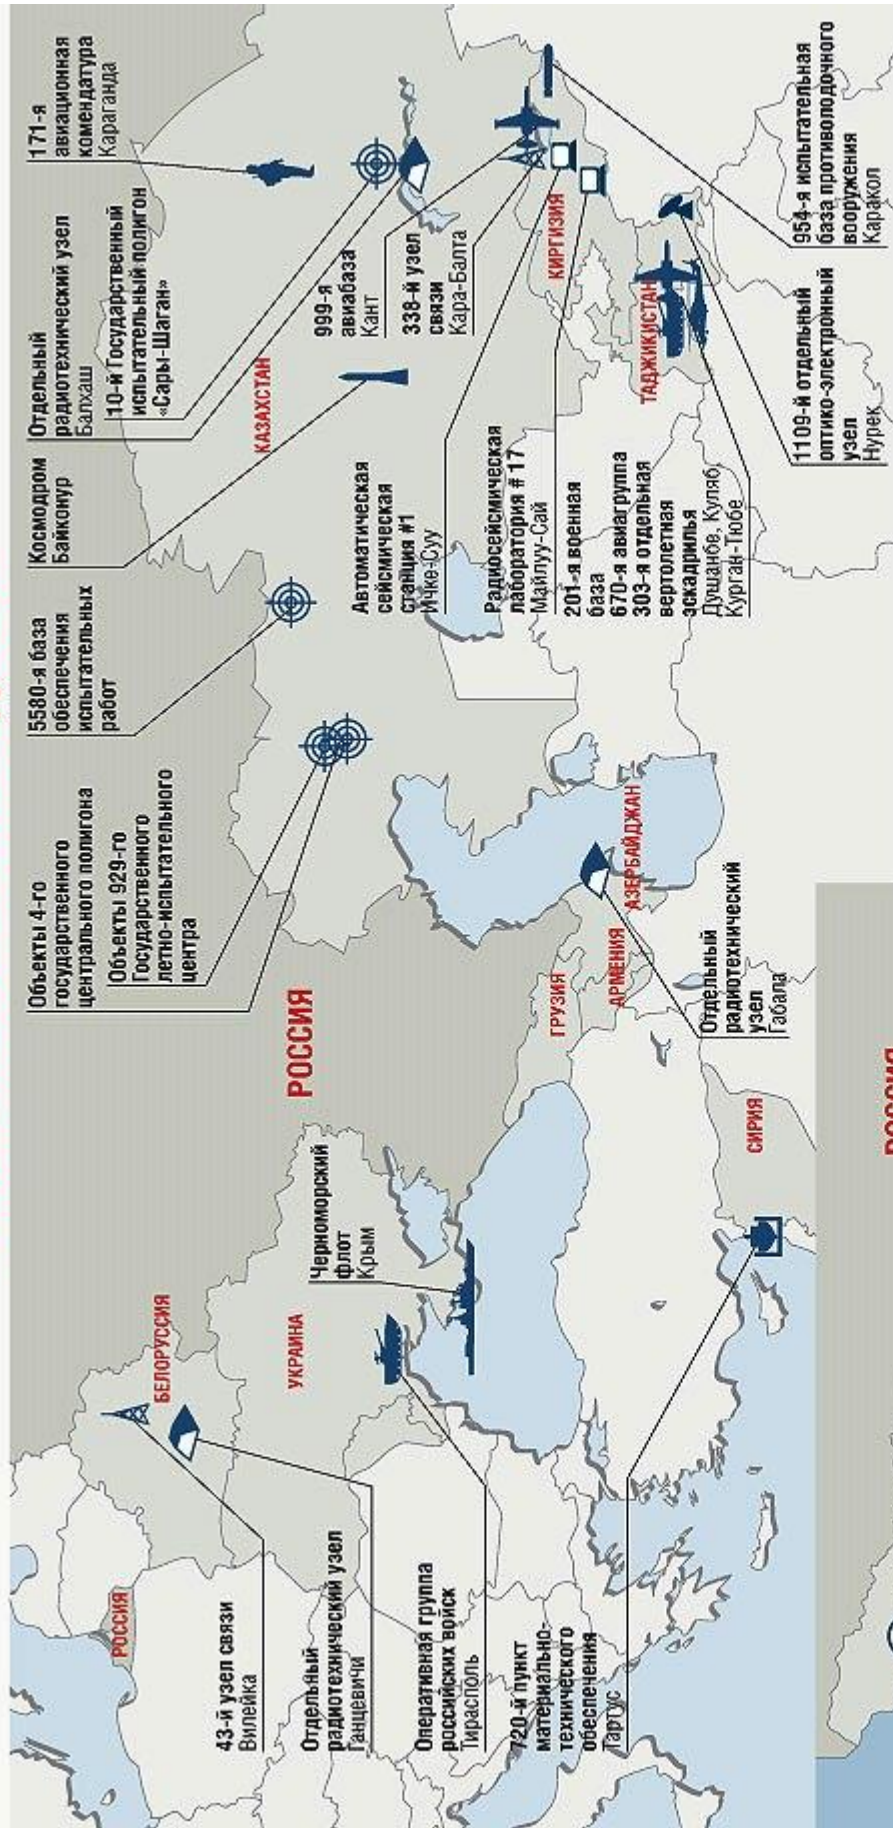 43-й узел связи
Вилейка
Отдельный
радиотехнический узел
Ганцевичи
Оперативная группа
российских войск
Тирасполь
720-й пункт
материально-
технического
обеспечения
Тартус
РОССИЯ
БЕЛОРУССИЯ
УКРАИНА
Черноморский
флот
Крым
РОССИЯ
Объекты 4-го
государственного
центрального полигона
Объекты 929-го
Государственного
летно-испытательного
центра
5580-я база
обеспечения
испытательных
работ
Космодром
Байконур
Отдельный
радиотехнический узел
Балхаш
10-й Государственный
испытательный полигон
«Сары-Шаган»
171-я
авиационная
комендатура
Караганда
КАЗАХСТАН
999-я
авиабаза
Кант
338-й узел
связи
Кара-Балта
Автоматическая
сейсмическая
станция #1
Ичке-Суу
Радиосейсмическая
лаборатория # 17
Майлуу-Сай
201-я военная
база
670-я авиагруппа
303-я отдельная
вертолетная
эскадрилья
Душанбе, Куляб,
Курган-Тюбе
КИРГИЗИЯ
ТАДЖИКИСТАН
954-я испытательная
база противолодочного
вооружения
Каракол
1109-й отдельный
оптико-электронный
узел
Нурек
ГРУЗИЯ
АРМЕНИЯ
АЗЕРБАЙДЖАН
Отдельный
радиотехнический
узел
Габала
СИРИЯ
РОССИЯ